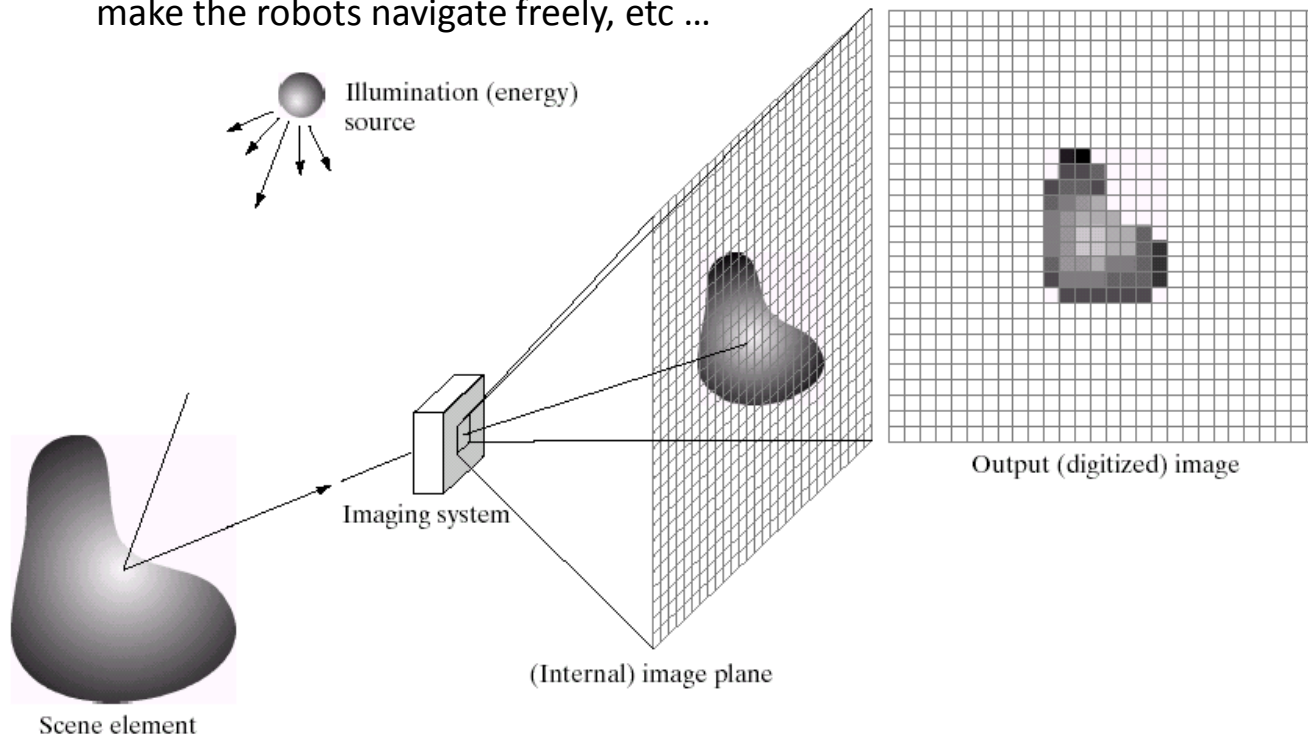 make the robots navigate freely, etc …
Illumination (energy)
source
Output (digitized) image
Imaging system
(Internal) image plane
Scene element